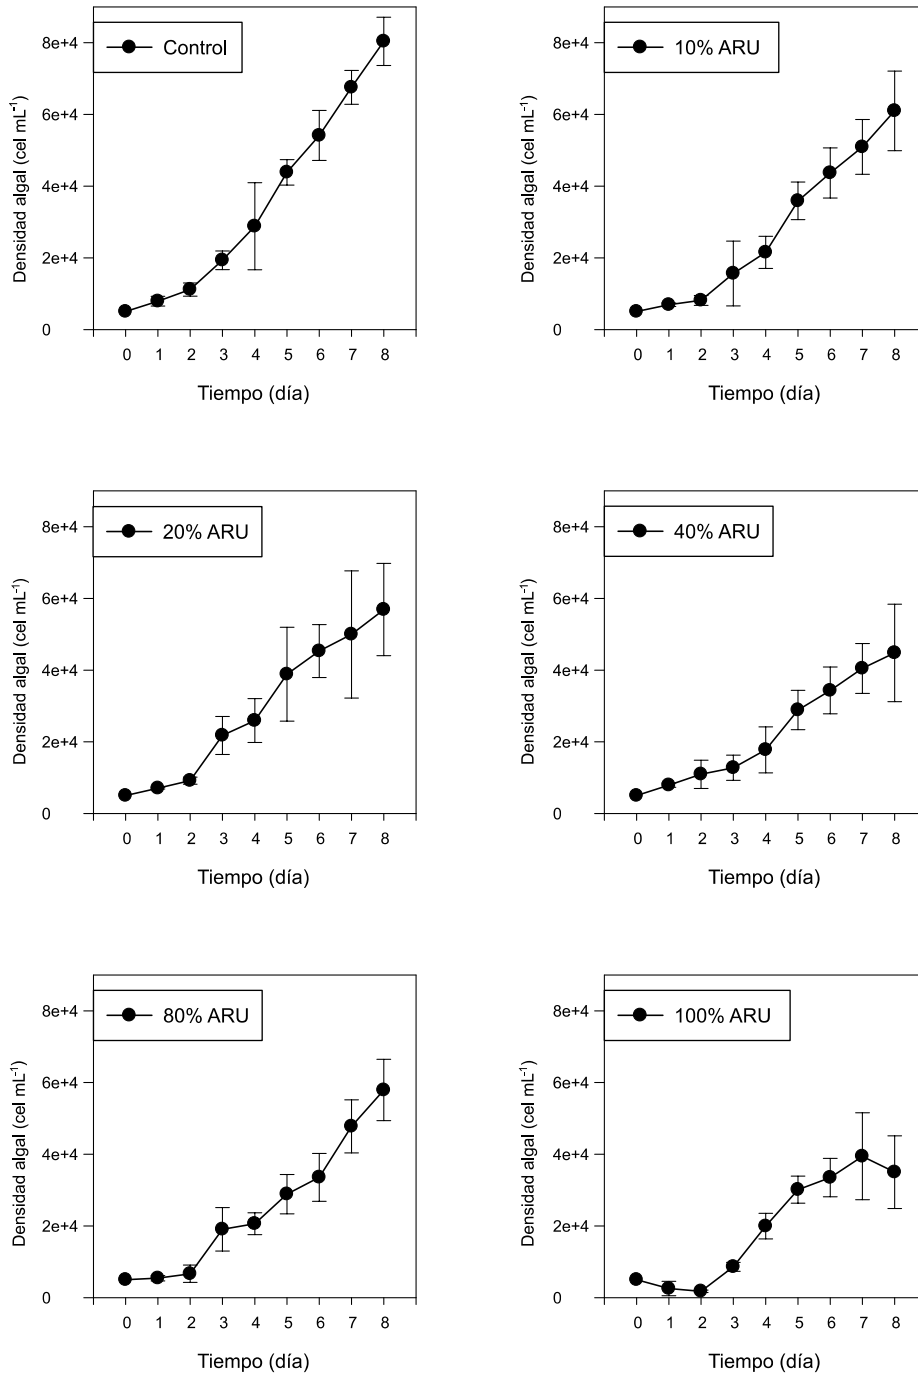 Control
Densidad algal (cel mL-1)
8e+4
6e+4
4e+4
2e+4
0
0 1 2 3 4 5 6 7 8
Tiempo (día)
10% ARU
Densidad algal (cel mL-1)
8e+4
6e+4
4e+4
2e+4
0
0 1 2 3 4 5 6 7 8
Tiempo (día)
20% ARU
Densidad algal (cel mL-1)
8e+4
6e+4
4e+4
2e+4
0
0 1 2 3 4 5 6 7 8
Tiempo (día)
40% ARU
Densidad algal (cel mL-1)
8e+4
6e+4
4e+4
2e+4
0
0 1 2 3 4 5 6 7 8
Tiempo (día)
80% ARU
Densidad algal (cel mL-1)
8e+4
6e+4
4e+4
2e+4
0
0 1 2 3 4 5 6 7 8
Tiempo (día)
100% ARU
Densidad algal (cel mL-1)
8e+4
6e+4
4e+4
2e+4
0
0 1 2 3 4 5 6 7 8
Tiempo (día)